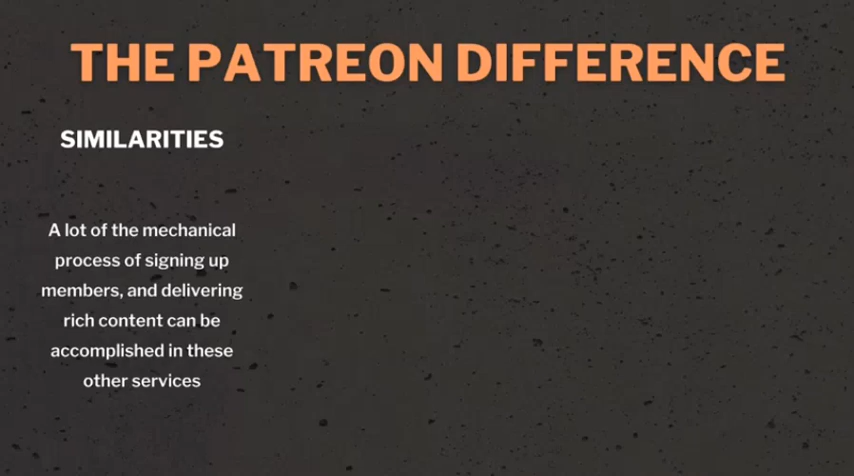 THE PATREON DIFFERENCE
SIMILARITIES
A lot of the mechanical
process of signing up
members, and delivering
rich content can be
accomplished in these
other services